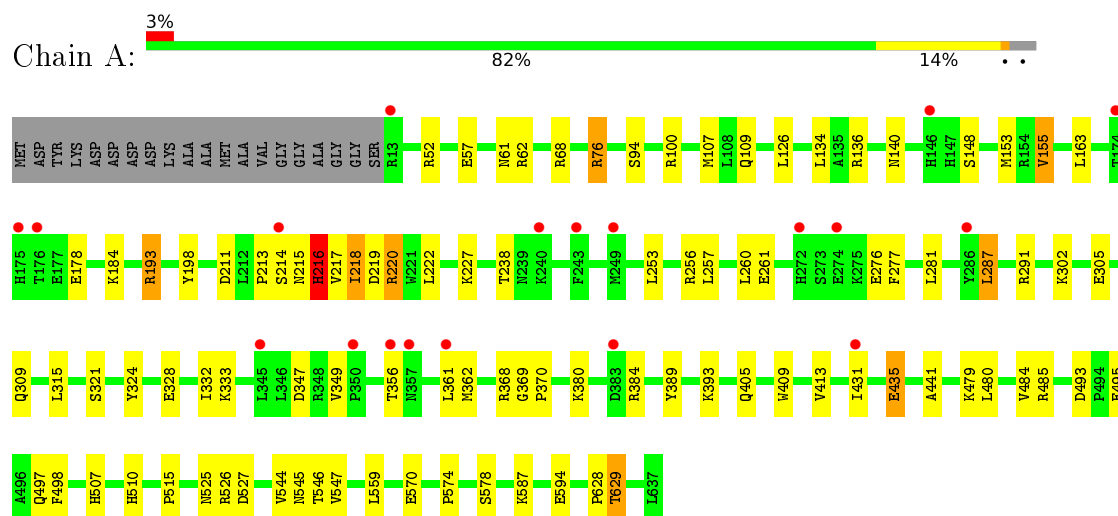 3%
Chain A:
82% 14% • •
MET ASP TYR LYS ASP ASP ASP ASP LYS ALA ALA MET ALA VAL GLY GLY ALA GLY GLY SER R13 R52 E57 N61 R62 R68 R76 S94 R100 M107 L108 Q109 L126 L134 A135 R136 N140 H146 H147 S148 M153 R154 V155 L163 T174
H175 T176 E177 E178 K184 R193 Y198 D211 L212 P213 S214 N215 H216 V217 I218 D219 R220 W221 L222 K227 T238 N239 K240 F243 M249 L253 R256 L257 L260 E261 H272 S273 E274 K275 E276 F277 L281 Y286 L287 R291 K302 E305
Q309 L315 S321 Y324 E328 I332 K333 L345 L346 D347 R348 V349 P350 T356 N357 L361 M362 R368 G369 P370 K380 D383 R384 Y389 K393 Q405 W409 V413 I431 E435 A441 K479 L480 V484 R485 D493 P494 E495
A496 Q497 F498 H507 H510 P515 N525 R526 D527 V544 N545 T546 V547 L559 E570 P574 S578 K587 E594 P628 T629 L637